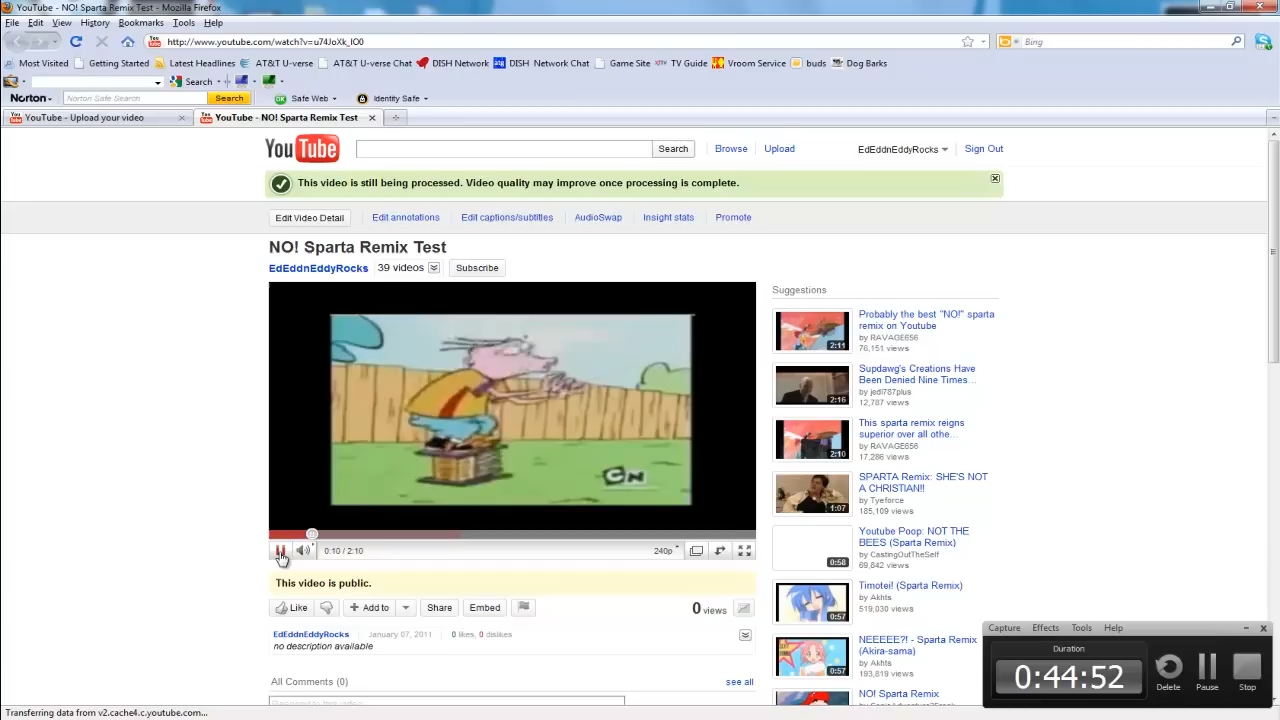 YouTube - NO! Sparta Remix Test - Mozilla Firefox
File Edit View History Bookmarks Tools Help
http://www.youtube.com/watch?v=u74JoXk_IO0
Bing
Most Visited Getting Started Latest Headlines AT&T U-verse AT&T U-verse Chat DISH Network DISH Network Chat Game Site TV Guide Vroom Service buds Dog Barks
Search
Norton Norton Safe Search Search Safe Web Identity Safe
YouTube - Upload your video
YouTube - NO! Sparta Remix Test
YouTube Search Browse Upload EdEddnEddyRocks Sign Out
This video is still being processed. Video quality may improve once processing is complete.
Edit Video Detail Edit annotations Edit captions/subtitles AudioSwap Insight stats Promote
NO! Sparta Remix Test
EdEddnEddyRocks 39 videos Subscribe
CN
0:10 / 2:10 240p
This video is public.
Like Add to Share Embed 0 views
EdEddnEddyRocks January 07, 2011 0 likes, 0 dislikes
no description available
All Comments (0) see all
Suggestions
2:11
Probably the best "NO!" sparta
remix on Youtube
by RAVAGE656
76,151 views
2:16
Supdawg's Creations Have
Been Denied Nine Times...
by jedi787plus
12,787 views
2:10
This sparta remix reigns
superior over all othe...
by RAVAGE656
17,286 views
1:07
SPARTA Remix: SHE'S NOT
A CHRISTIAN!!
by Tyeforce
185,109 views
0:58
Youtube Poop: NOT THE
BEES (Sparta Remix)
by CastingOutTheSelf
69,842 views
0:57
Timotei! (Sparta Remix)
by Akhts
519,030 views
0:57
NEEEEE?! - Sparta Remix
(Akira-sama)
by Akhts
193,819 views
NO! Sparta Remix
Capture Effects Tools Help
Duration
0:44:52
Delete Pause Stop
Transferring data from v2.cache4.c.youtube.com...